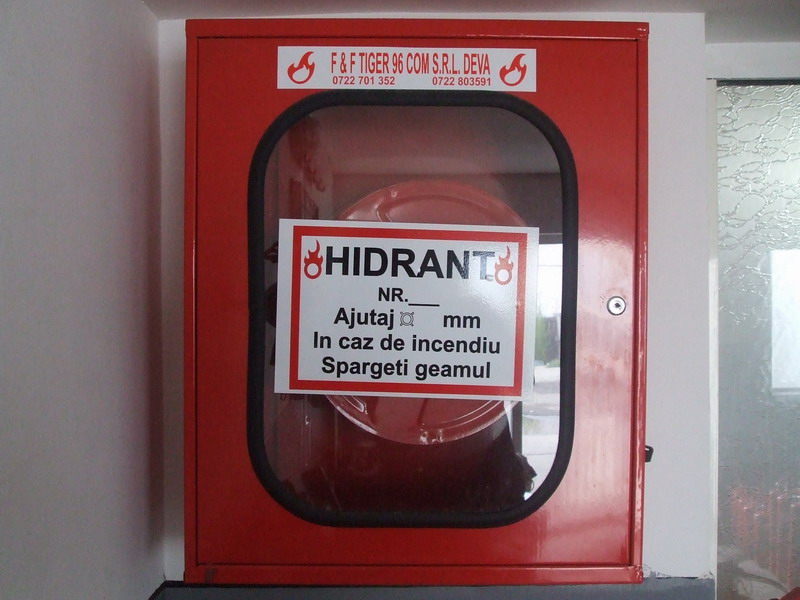 F & F TIGER 96 COM S.R.L. DEVA
0722 701 352 0722 803591
HIDRANT
NR.___
Ajutaj ¤ mm
In caz de incendiu
Spargeti geamul